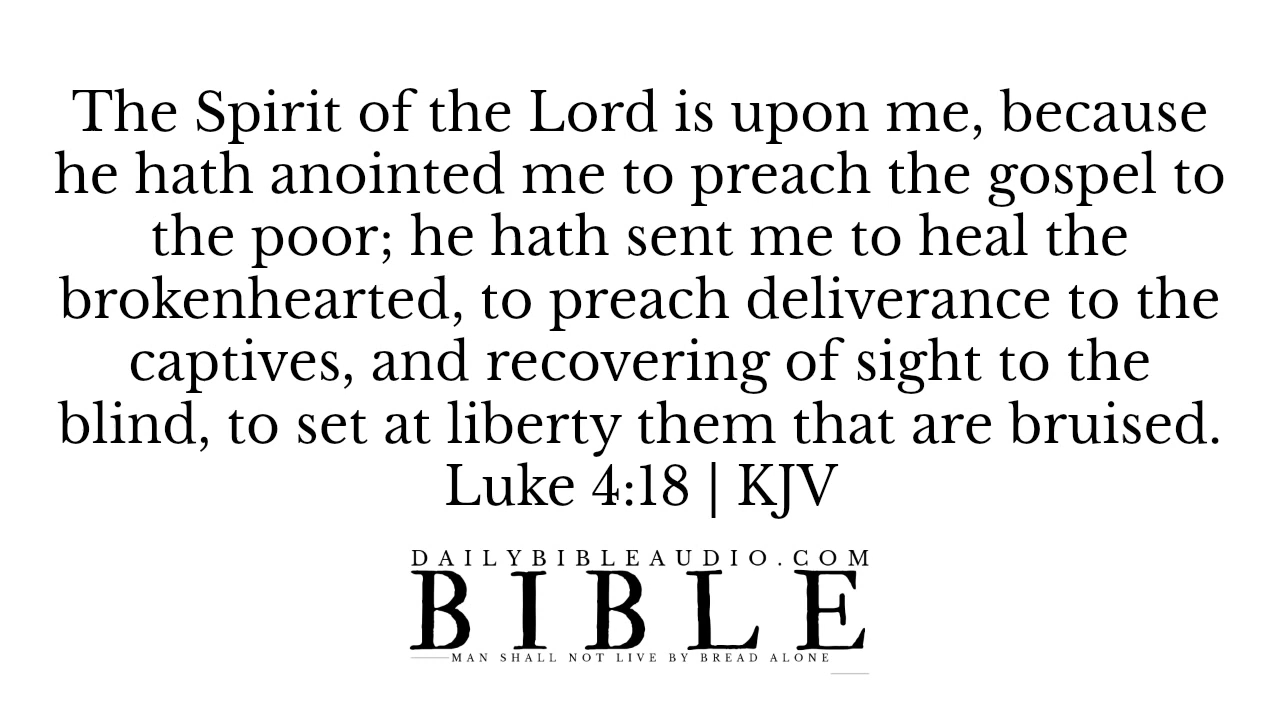 The Spirit of the Lord is upon me, because
he hath anointed me to preach the gospel to
the poor; he hath sent me to heal the
brokenhearted, to preach deliverance to the
captives, and recovering of sight to the
blind, to set at liberty them that are bruised.
Luke 4:18 | KJV
DAILYBIBLEAUDIO.COM
BIBLE
MAN SHALL NOT LIVE BY BREAD ALONE